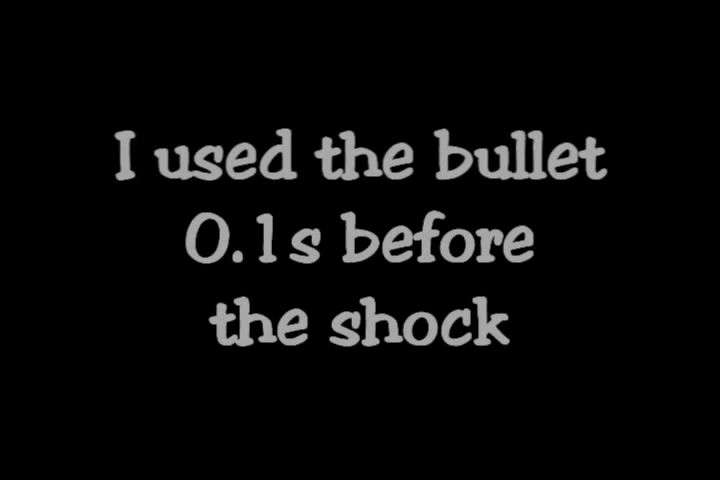 I used the bullet
0.1s before
the shock